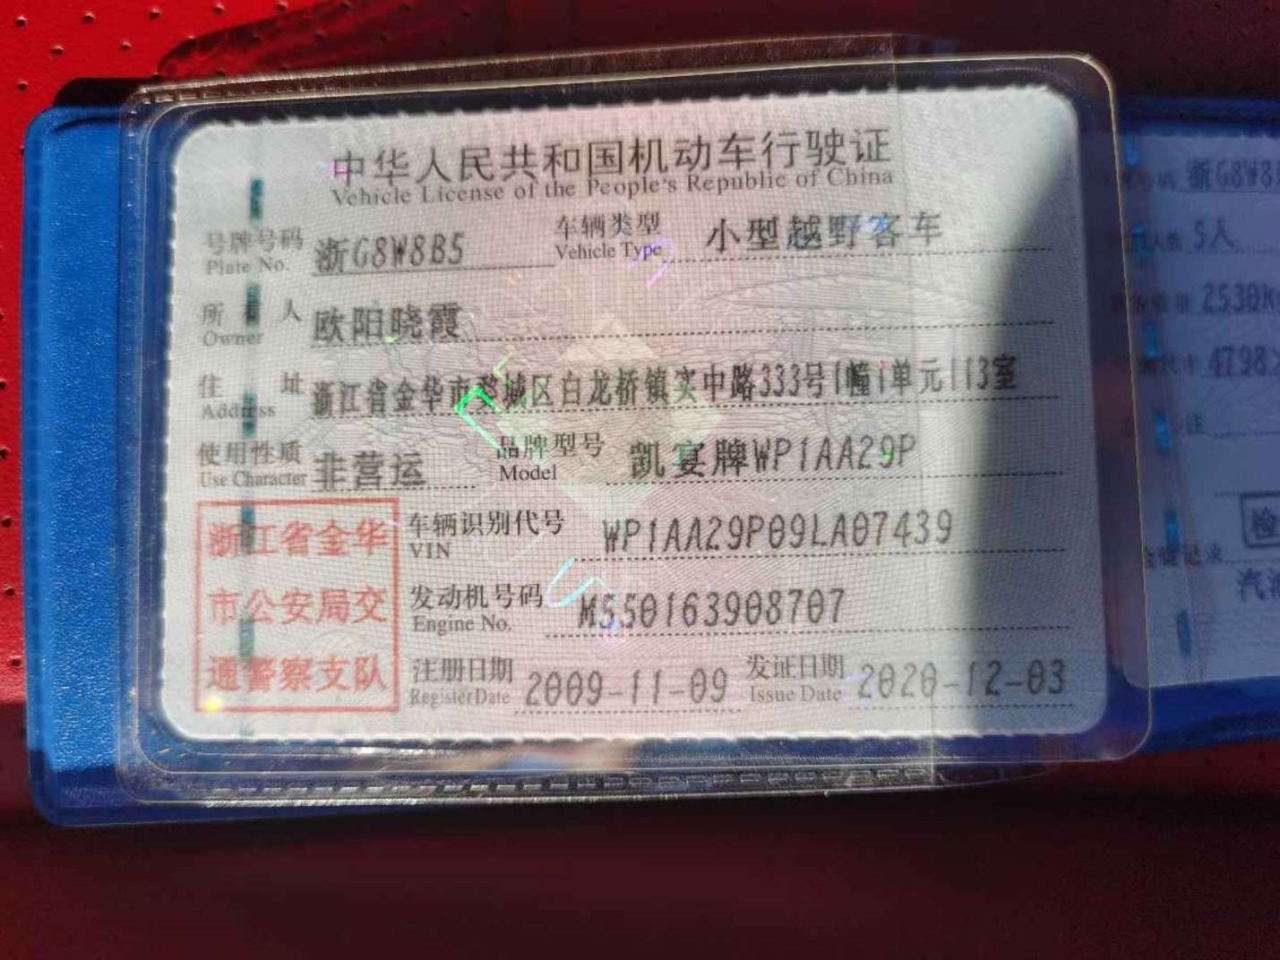 中华人民共和国机动车行驶证
Vehicle License of the People's Republic of China
号牌号码 浙G8W8B5 车辆类型 小型越野客车
Plate No. Vehicle Type
所有人 欧阳晓霞
Owner
住址 浙江省金华市婺城区白龙桥镇实中路333号1幢1单元113室
Address
使用性质 非营运 品牌型号 凯宴牌WP1AA29P
Use Character Model
浙江省金华
市公安局交
通警察支队
车辆识别代号 WP1AA29P09LA07439
VIN
发动机号码 M550163908707
Engine No.
注册日期 2009-11-09 发证日期 2020-12-03
Register Date Issue Date
浙G8W8
5人
2530k
4798
注
检
记录
汽